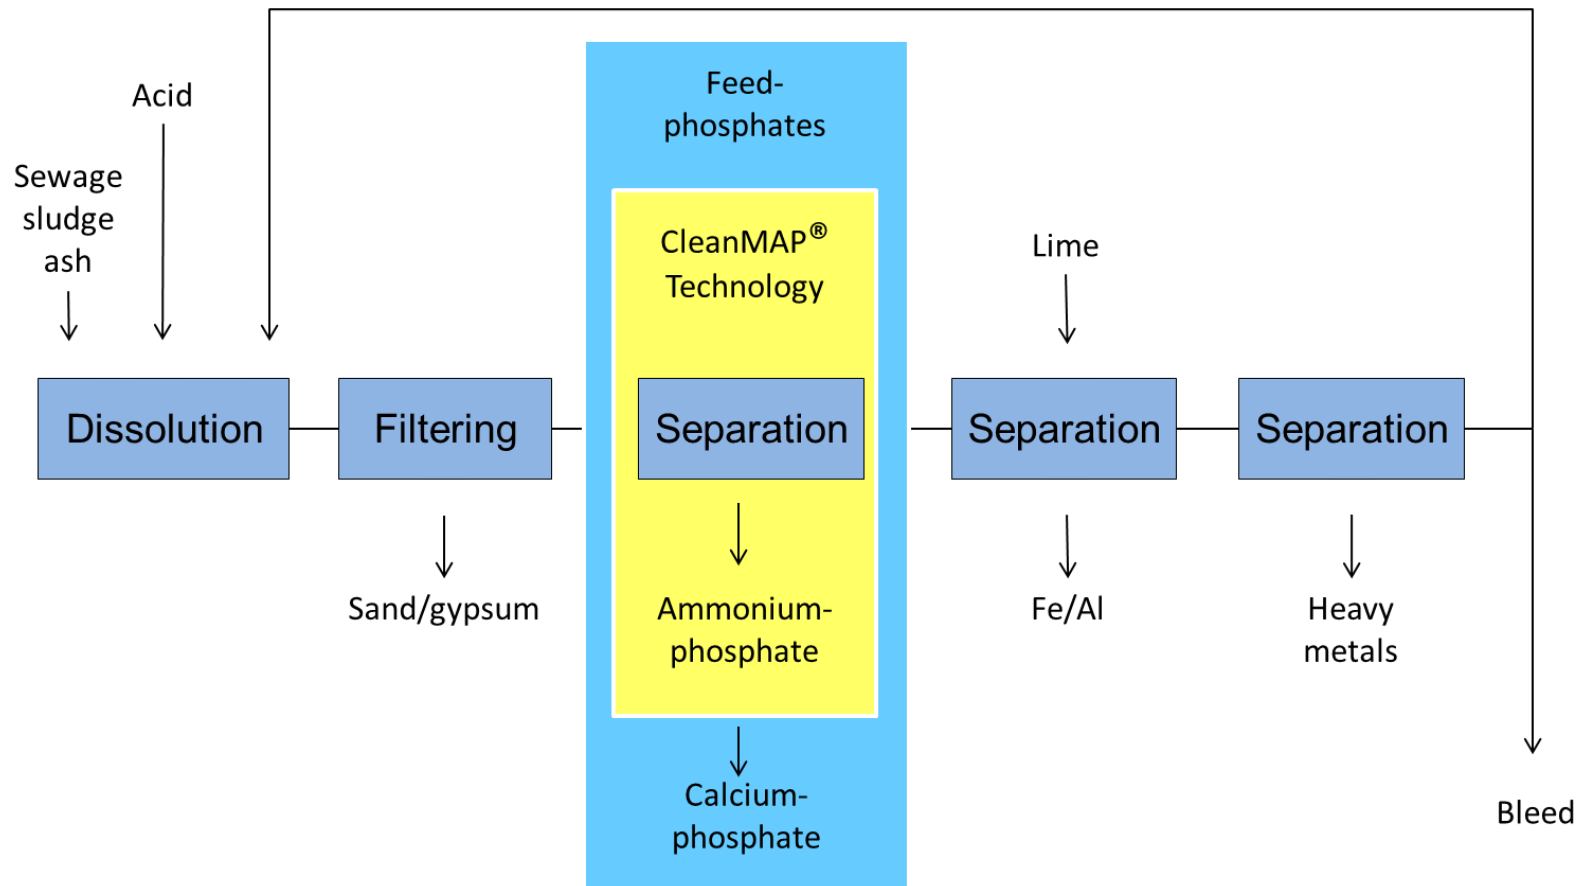 Acid
Sewage
sludge
ash
Feed-
phosphates
CleanMAP®
Technology
Lime
Dissolution
Filtering
Separation
Separation
Separation
Sand/gypsum
Ammonium-
phosphate
Fe/Al
Heavy
metals
Calcium-
phosphate
Bleed